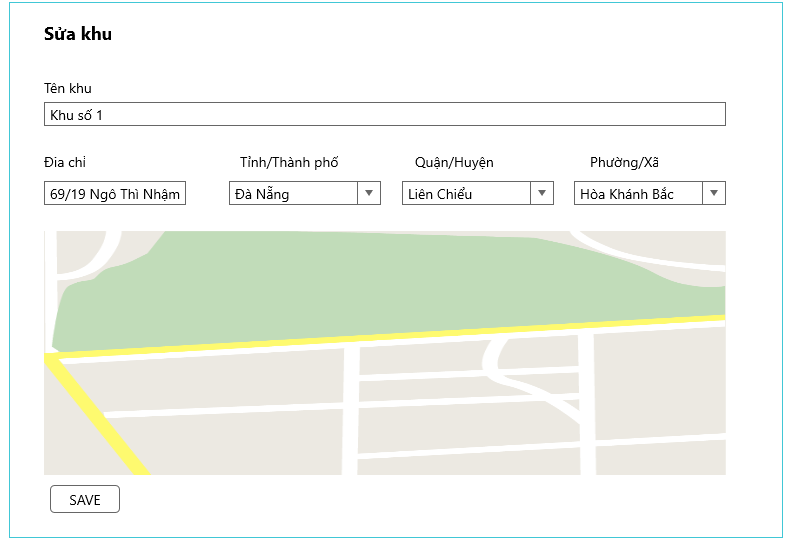 Sửa khu
Tên khu
Khu số 1
Đia chỉ Tỉnh/Thành phố Quận/Huyện Phường/Xã
69/19 Ngô Thì Nhậm Đà Nẵng Liên Chiểu Hòa Khánh Bắc
SAVE